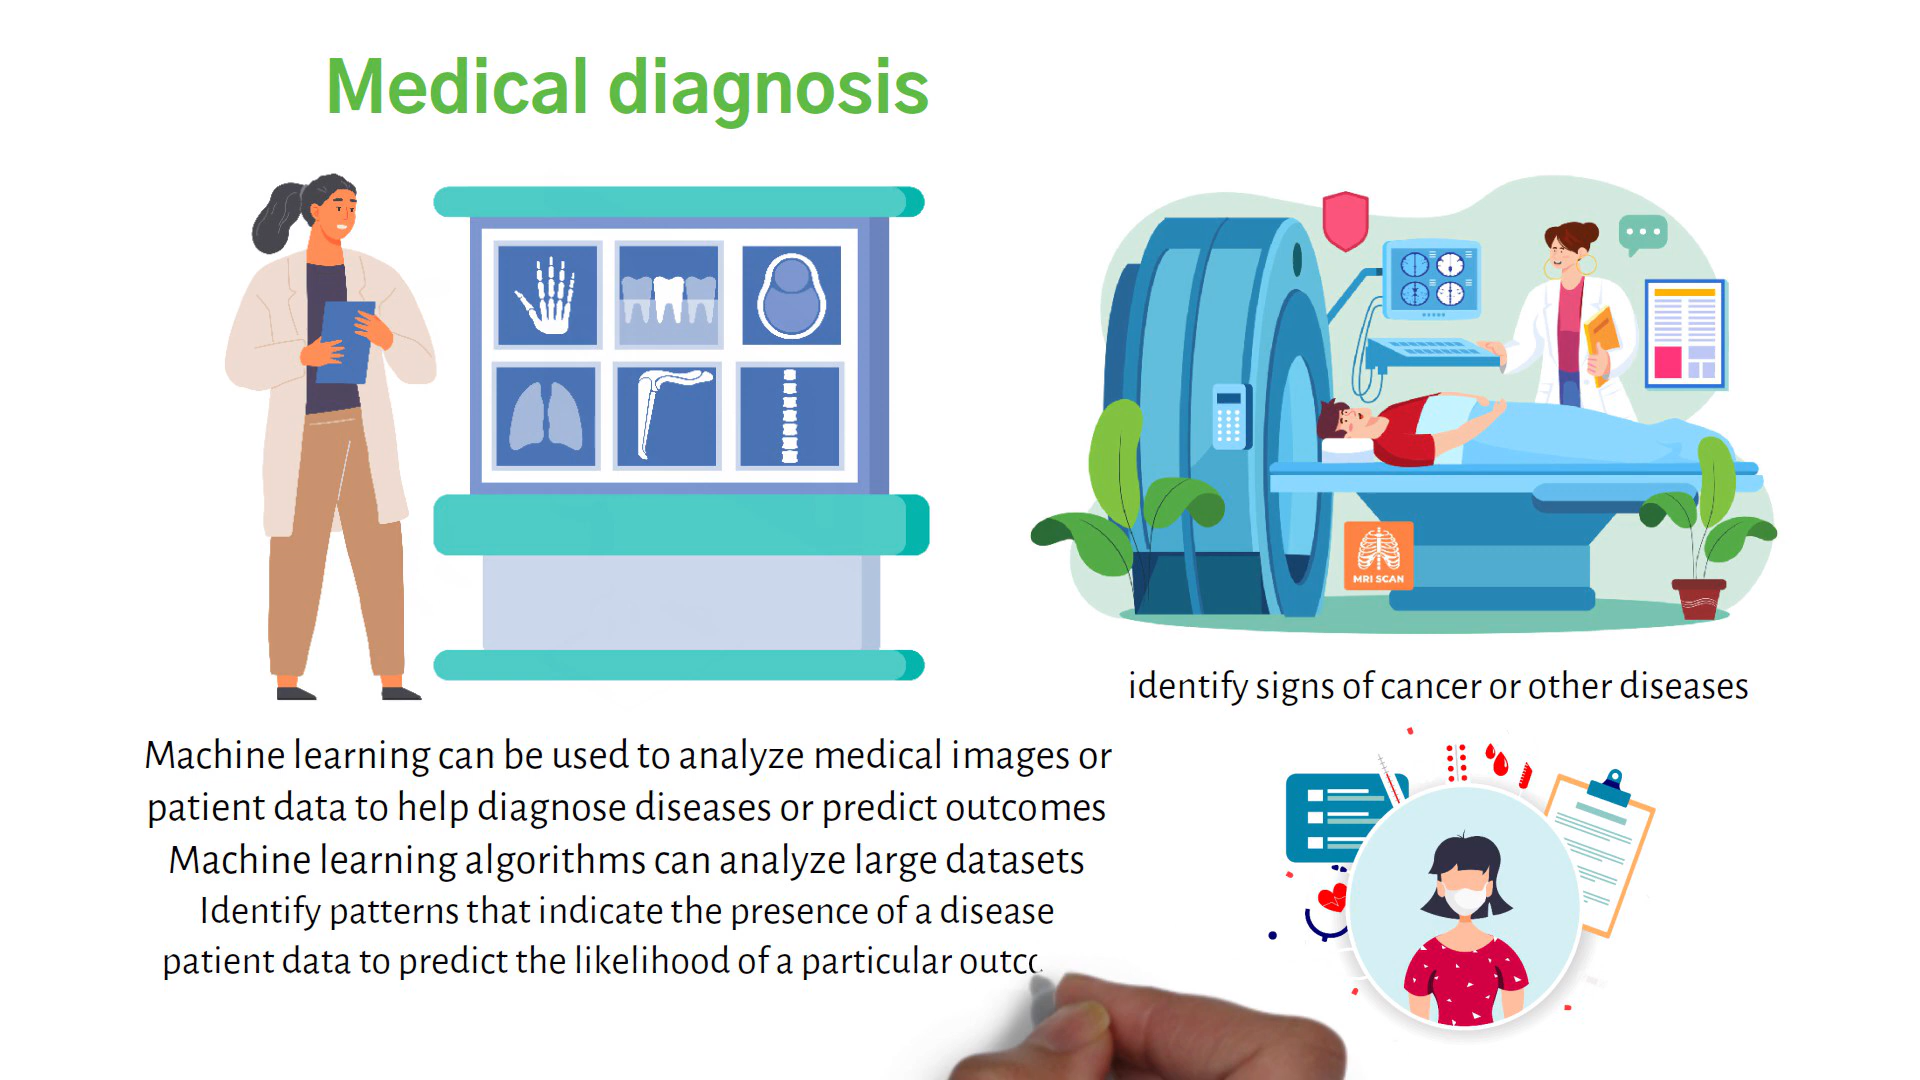 Medical diagnosis
MRI SCAN
identify signs of cancer or other diseases
Machine learning can be used to analyze medical images or
patient data to help diagnose diseases or predict outcomes
Machine learning algorithms can analyze large datasets
Identify patterns that indicate the presence of a disease
patient data to predict the likelihood of a particular